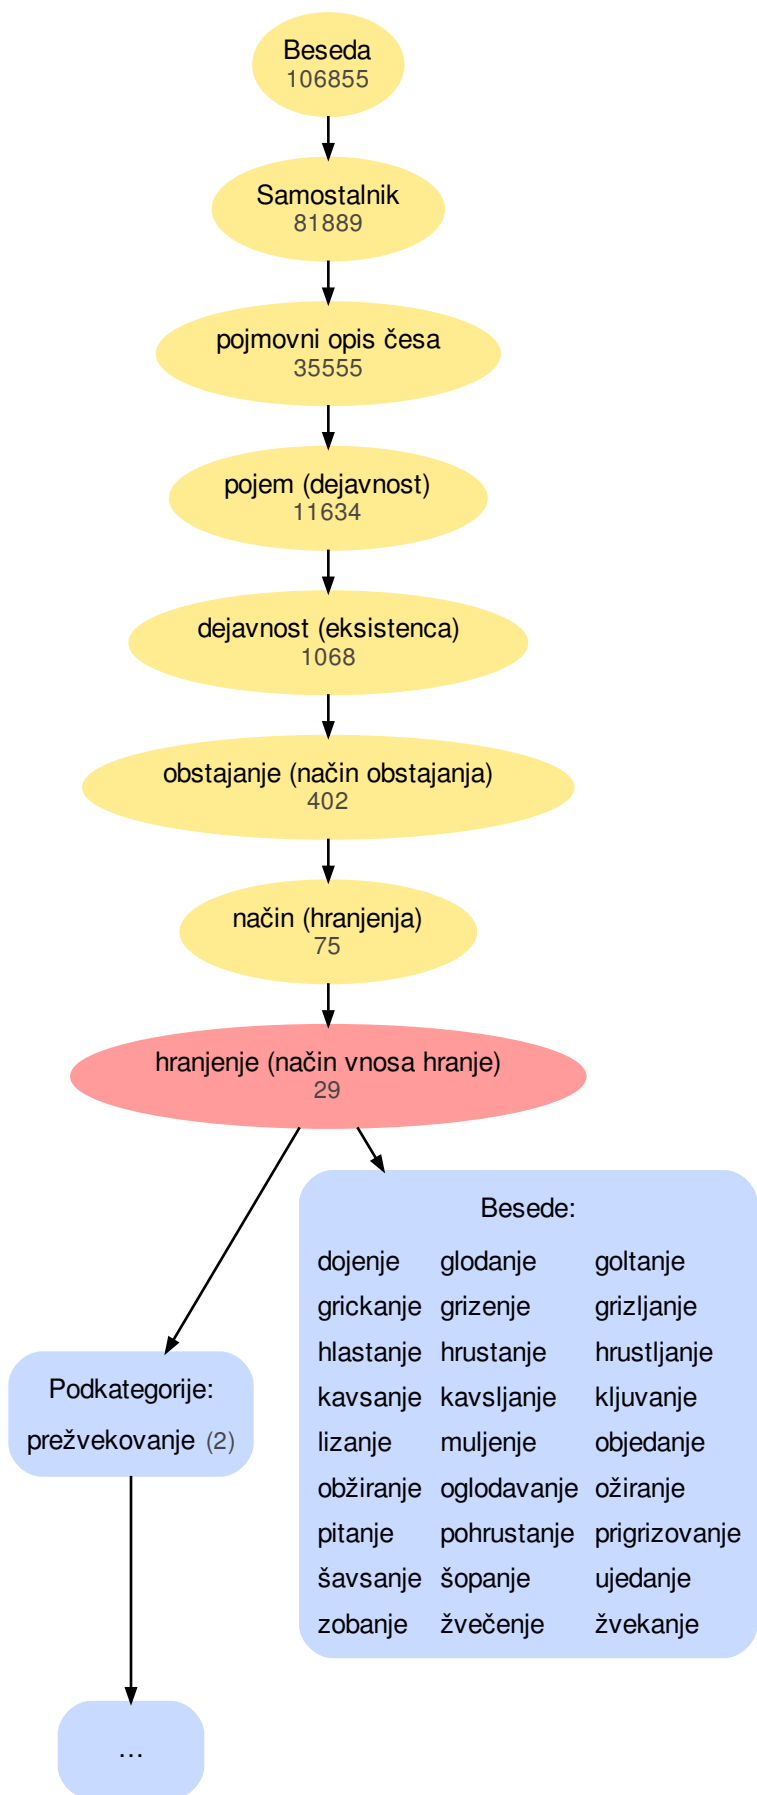 Beseda
106855
Samostalnik
81889
pojmovni opis česa
35555
pojem (dejavnost)
11634
dejavnost (eksistenca)
1068
obstajanje (način obstajanja)
402
način (hranjenja)
75
hranjenje (način vnosa hranje)
29
Besede:
dojenje glodanje goltanje
grickanje grizenje grizljanje
hlastanje hrustanje hrustljanje
kavsanje kavsljanje kljuvanje
lizanje muljenje objedanje
obžiranje oglodavanje ožiranje
pitanje pohrustanje prigrizovanje
šavsanje šopanje ujedanje
zobanje žvečenje žvekanje
Podkategorije:
prežvekovanje (2)
...